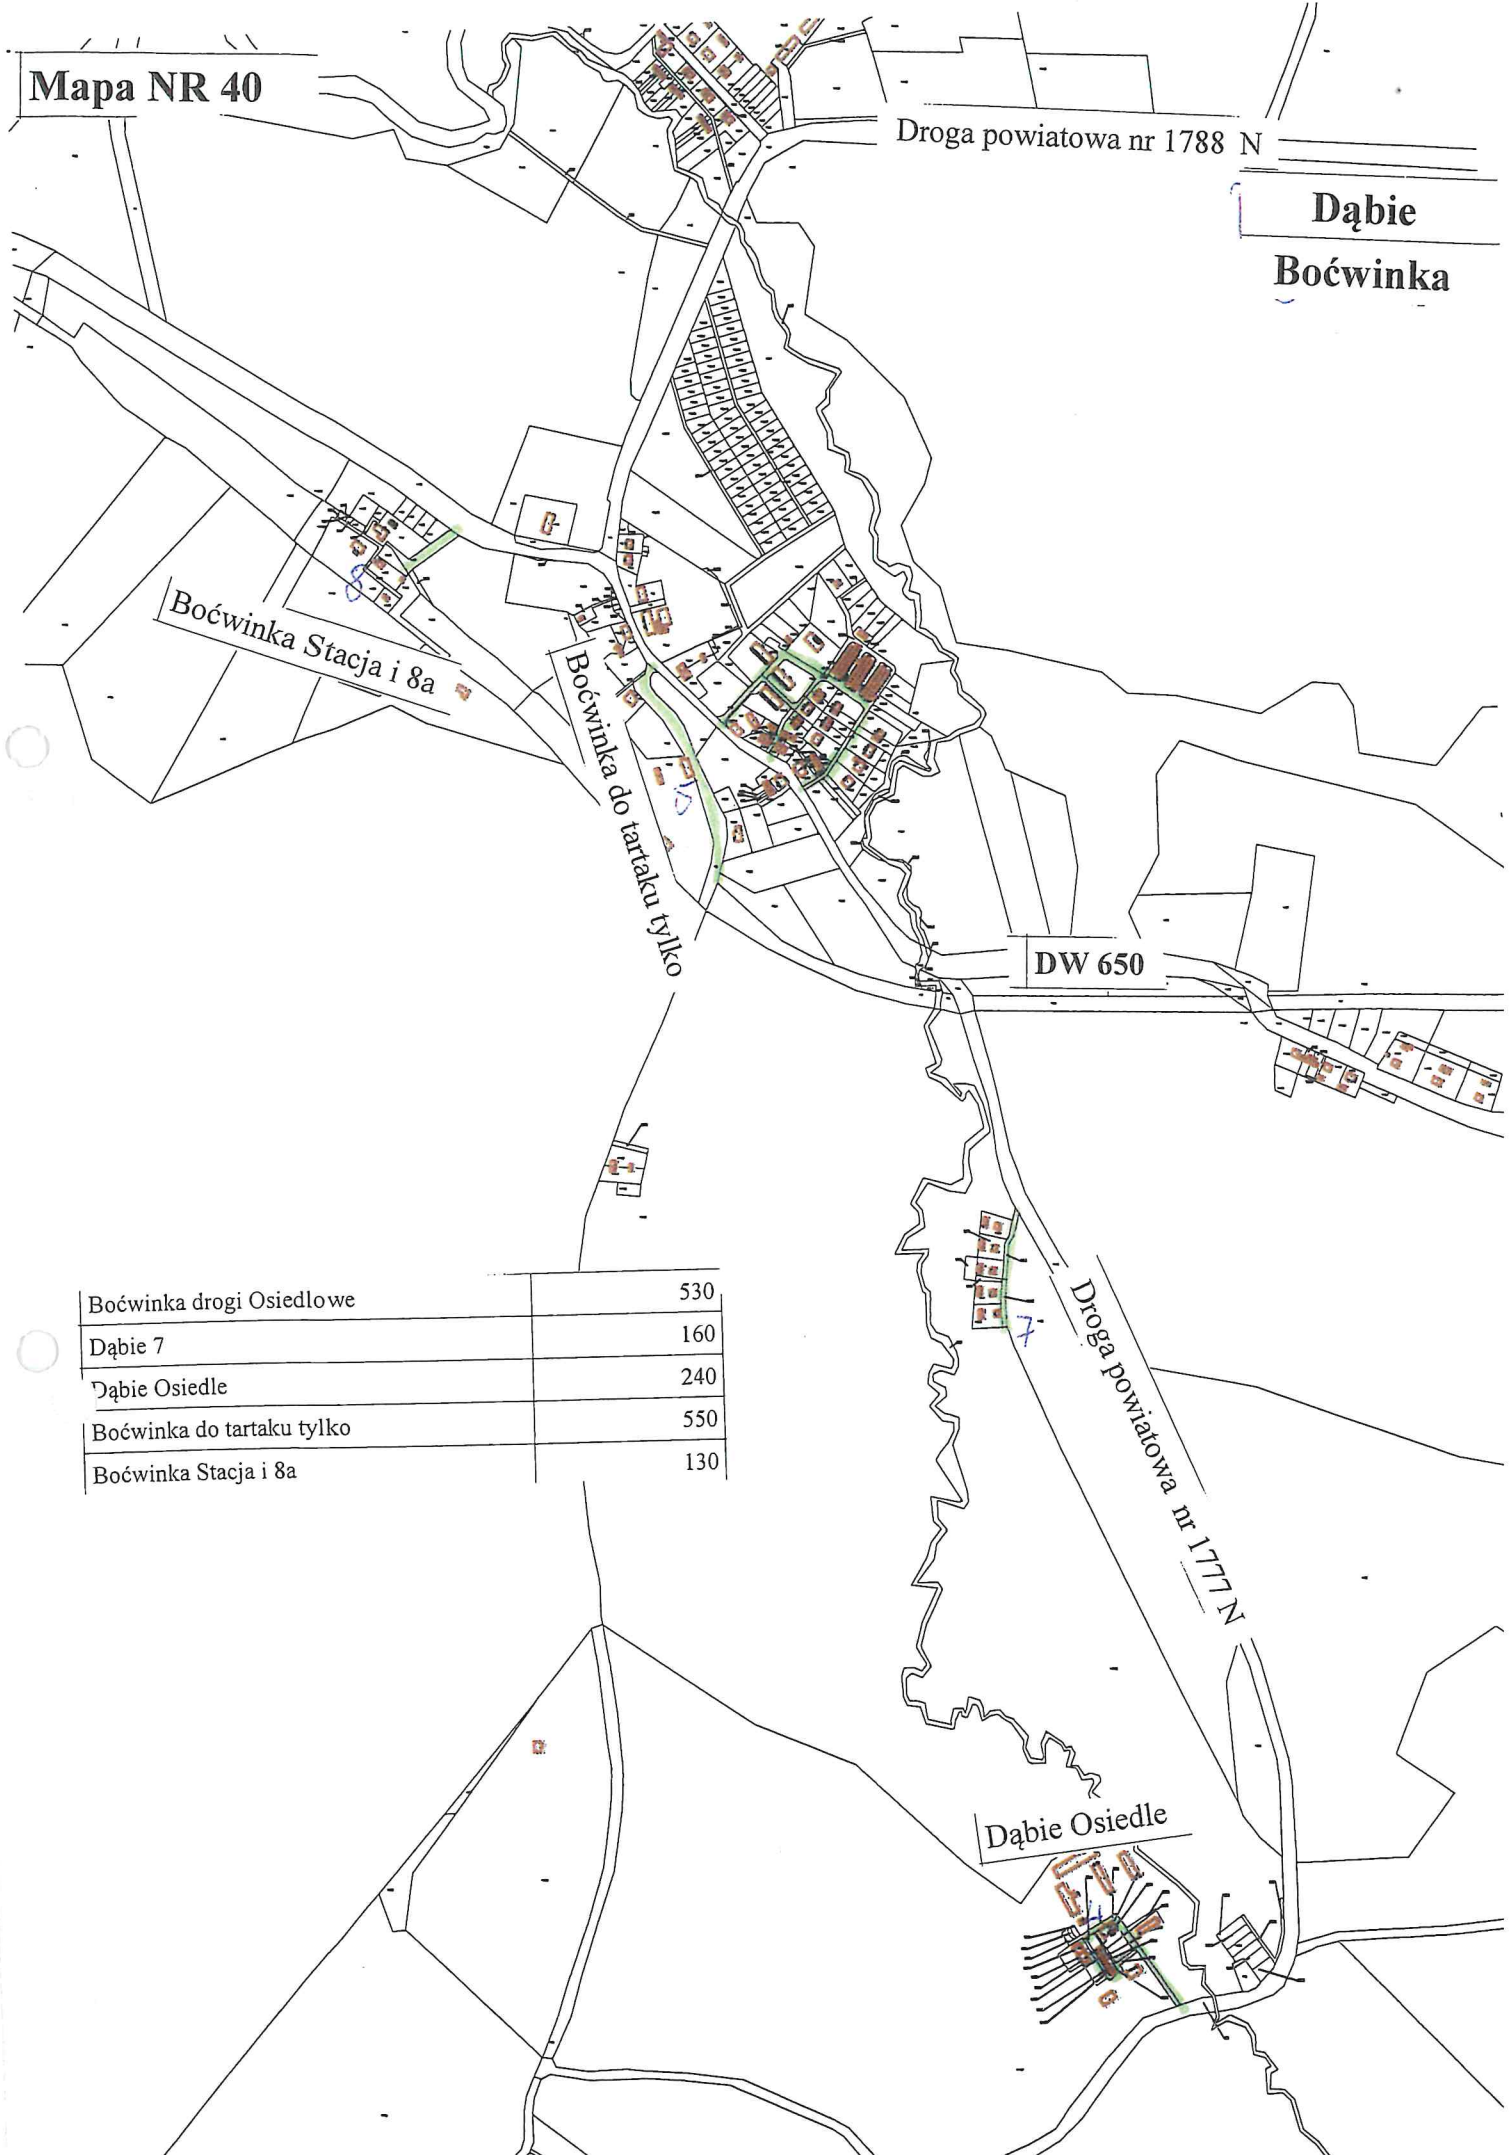 Mapa NR 40
Droga powiatowa nr 1788 N
Dąbie
Boćwinka
8
Boćwinka Stacja i 8a
Boćwinka do tartaku tylko
DW 650
7
Droga powiatowa nr 1777 N
Boćwinka drogi Osiedlowe 530
Dąbie 7 160
Dąbie Osiedle 240
Boćwinka do tartaku tylko 550
Boćwinka Stacja i 8a 130
Dąbie Osiedle